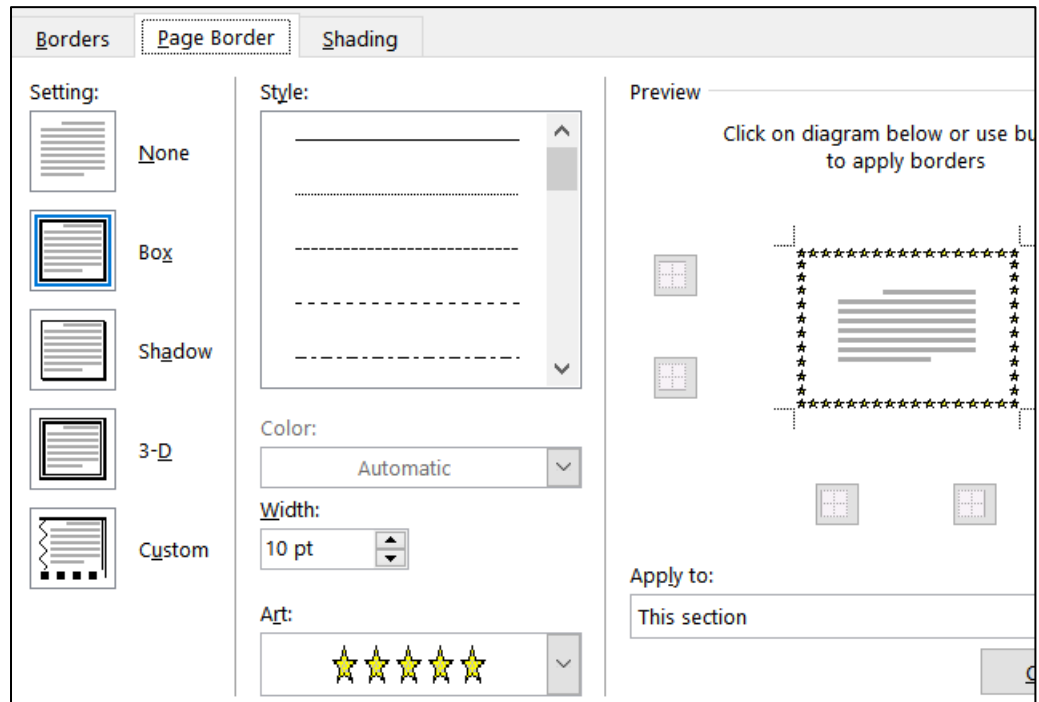 Borders Page Border Shading
Setting:
None
Box
Shadow
3-D
Custom
Style:
Color:
Automatic
Width:
10 pt
Art:
Preview
Click on diagram below or use bu
to apply borders
Apply to:
This section